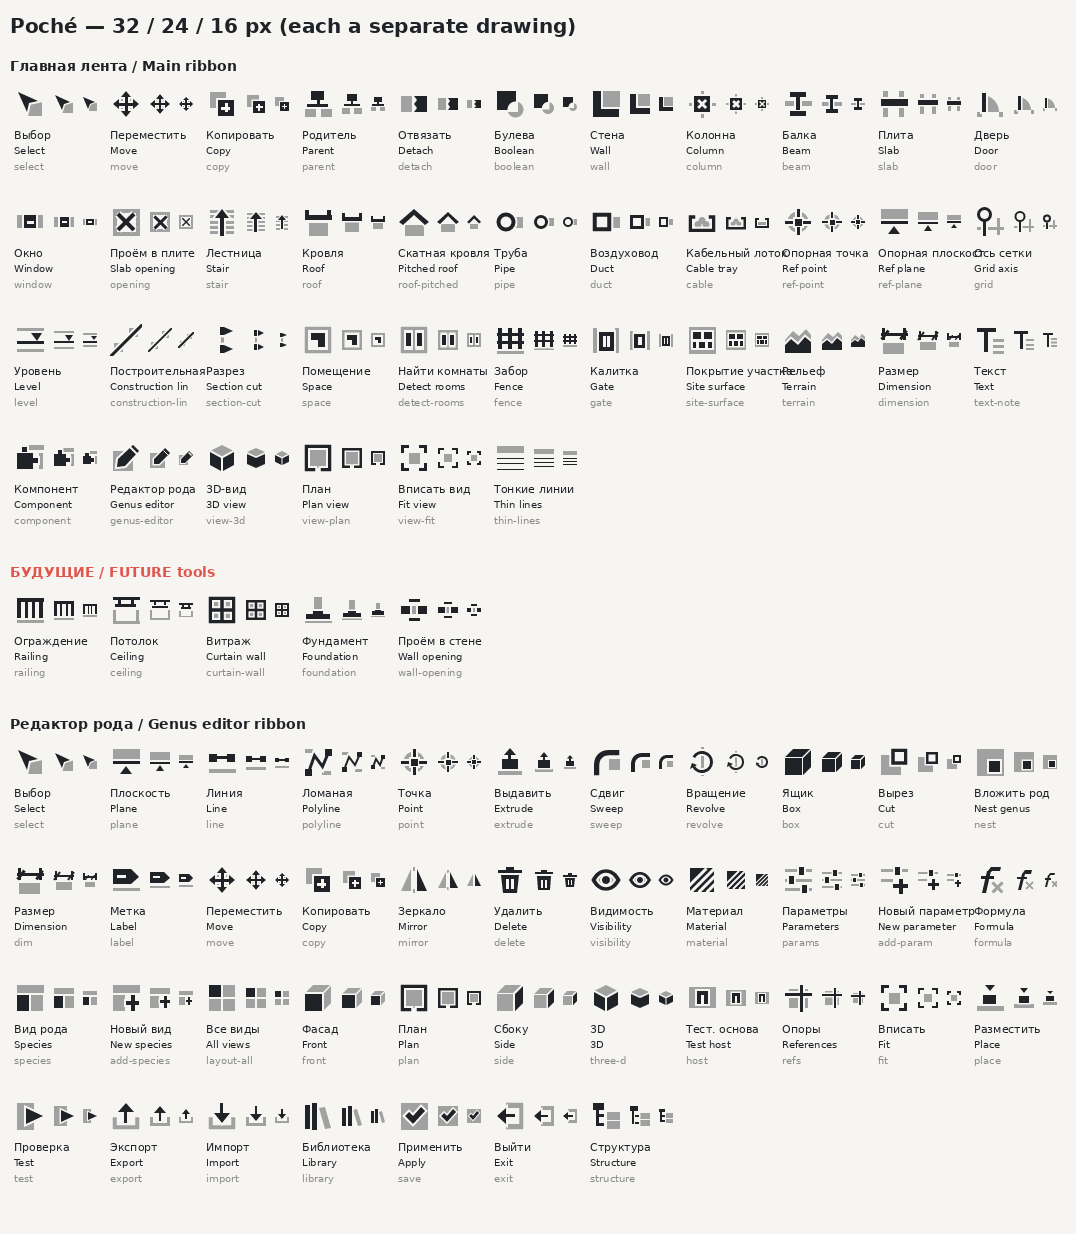 Poché — 32 / 24 / 16 px (each a separate drawing)
Главная лента / Main ribbon
Выбор Переместить Копировать Родитель Отвязать Булева Стена Колонна Балка Плита Дверь
Select Move Copy Parent Detach Boolean Wall Column Beam Slab Door
select move copy parent detach boolean wall column beam slab door
Окно Проём в плите Лестница Кровля Скатная кровля Труба Воздуховод Кабельный лоток Опорная точка Опорная плоскост Ось сетки
Window Slab opening Stair Roof Pitched roof Pipe Duct Cable tray Ref point Ref plane Grid axis
window opening stair roof roof-pitched pipe duct cable ref-point ref-plane grid
Уровень Построительная Разрез Помещение Найти комнаты Забор Калитка Покрытие участка Рельеф Размер Текст
Level Construction lin Section cut Space Detect rooms Fence Gate Site surface Terrain Dimension Text
level construction-lin section-cut space detect-rooms fence gate site-surface terrain dimension text-note
Компонент Редактор рода 3D-вид План Вписать вид Тонкие линии
Component Genus editor 3D view Plan view Fit view Thin lines
component genus-editor view-3d view-plan view-fit thin-lines
БУДУЩИЕ / FUTURE tools
Ограждение Потолок Витраж Фундамент Проём в стене
Railing Ceiling Curtain wall Foundation Wall opening
railing ceiling curtain-wall foundation wall-opening
Редактор рода / Genus editor ribbon
Выбор Плоскость Линия Ломаная Точка Выдавить Сдвиг Вращение Ящик Вырез Вложить род
Select Plane Line Polyline Point Extrude Sweep Revolve Box Cut Nest genus
select plane line polyline point extrude sweep revolve box cut nest
Размер Метка Переместить Копировать Зеркало Удалить Видимость Материал Параметры Новый параметр Формула
Dimension Label Move Copy Mirror Delete Visibility Material Parameters New parameter Formula
dim label move copy mirror delete visibility material params add-param formula
Вид рода Новый вид Все виды Фасад План Сбоку 3D Тест. основа Опоры Вписать Разместить
Species New species All views Front Plan Side 3D Test host References Fit Place
species add-species layout-all front plan side three-d host refs fit place
Проверка Экспорт Импорт Библиотека Применить Выйти Структура
Test Export Import Library Apply Exit Structure
test export import library save exit structure